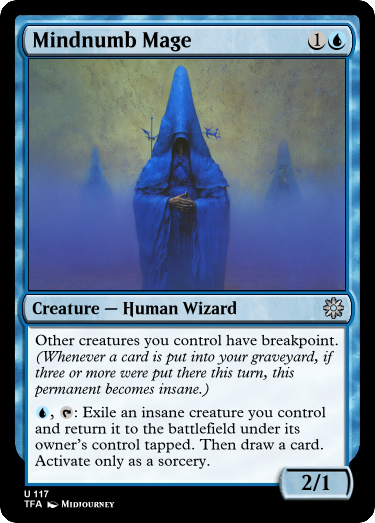 Mindnumb Mage 1
Creature — Human Wizard
Other creatures you control have breakpoint.
(Whenever a card is put into your graveyard, if
three or more were put there this turn, this
permanent becomes insane.)
: Exile an insane creature you control
and return it to the battlefield under its
owner's control tapped. Then draw a card.
Activate only as a sorcery.
2/1
U 117
TFA Midjourney